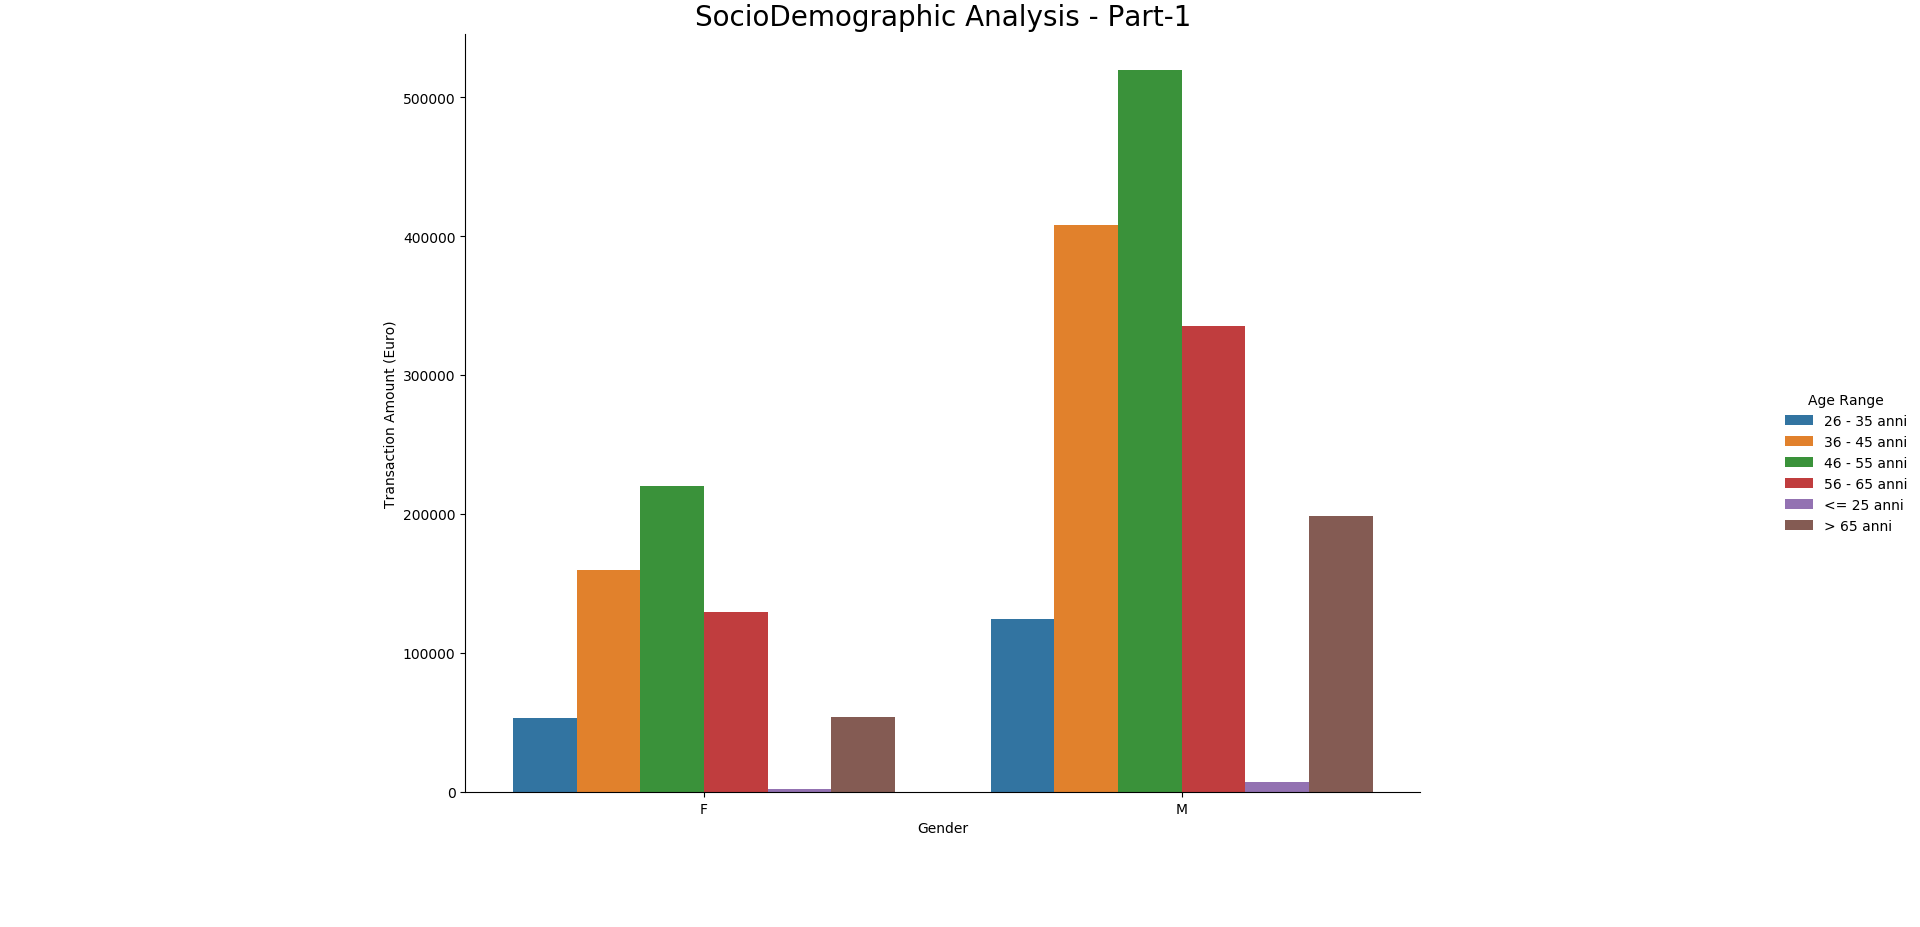 SocioDemographic Analysis - Part-1
Transaction Amount (Euro)
500000
400000
300000
200000
100000
0
F
M
Gender
Age Range
26 - 35 anni
36 - 45 anni
46 - 55 anni
56 - 65 anni
<= 25 anni
> 65 anni